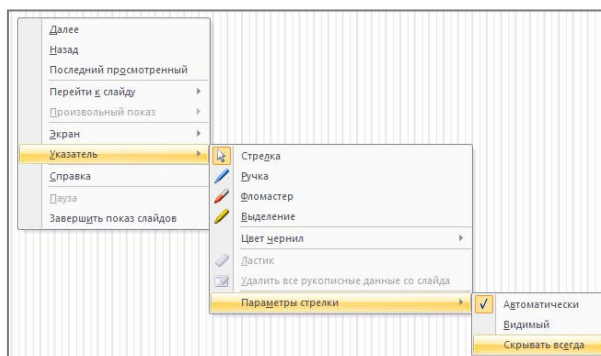 Далее
Назад
Последний просмотренный
Перейти к слайду
Произвольный показ
Экран
Указатель
Справка
Пауза
Завершить показ слайдов
Стрелка
Ручка
Фломастер
Выделение
Цвет чернил
Ластик
Удалить все рукописные данные со слайда
Параметры стрелки
Автоматически
Видимый
Скрывать всегда